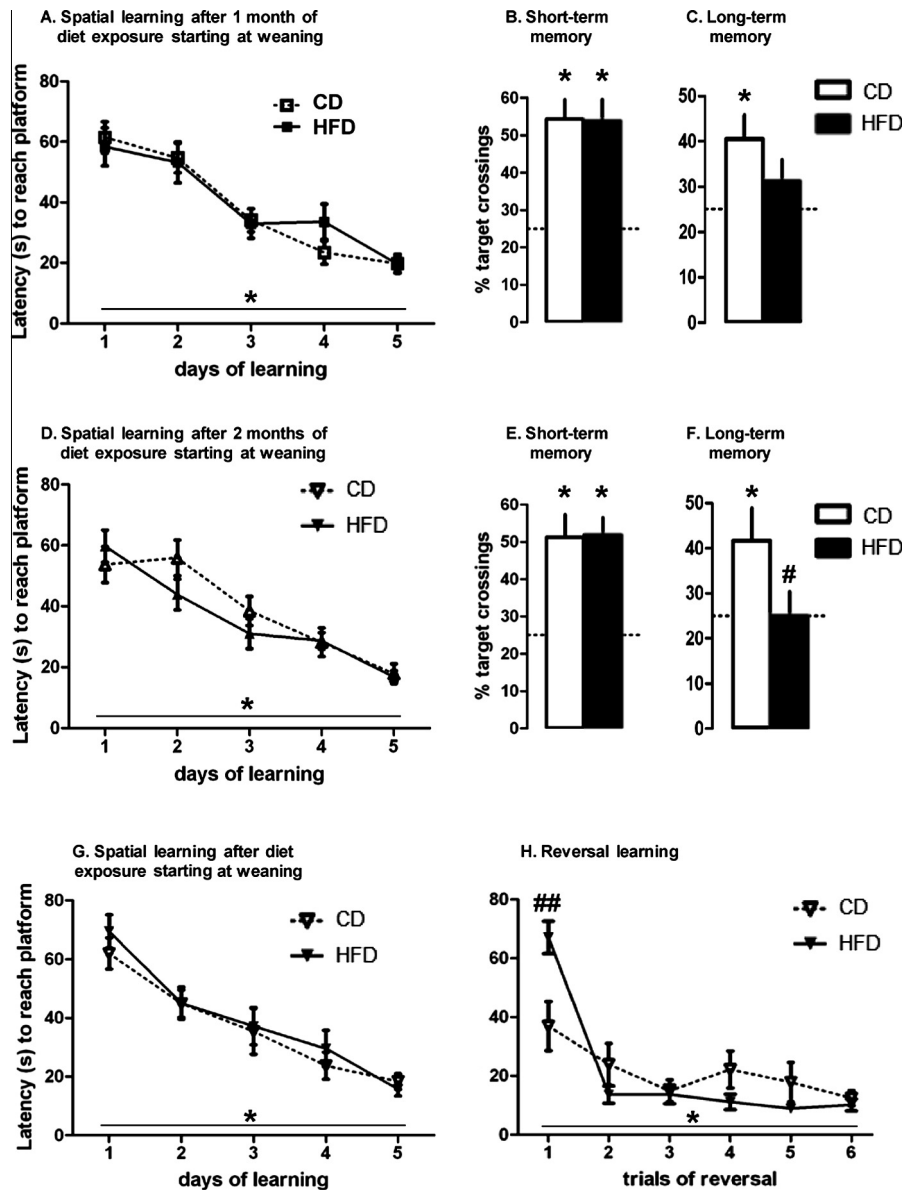 A. Spatial learning after 1 month of
diet exposure starting at weaning
B. Short-term
memory
C. Long-term
memory
Latency (s) to reach platform
80
60
40
20
0
CD
HFD
*
1 2 3 4 5
days of learning
% target crossings
60
50
40
30
20
10
0
* *
50
40
30
20
10
0
*
CD
HFD
D. Spatial learning after 2 months of
diet exposure starting at weaning
E. Short-term
memory
F. Long-term
memory
Latency (s) to reach platform
80
60
40
20
0
CD
HFD
*
1 2 3 4 5
days of learning
% target crossings
60
50
40
30
20
10
0
* *
50
40
30
20
10
0
*
#
CD
HFD
G. Spatial learning after diet
exposure starting at weaning
H. Reversal learning
Latency (s) to reach platform
80
60
40
20
0
CD
HFD
*
1 2 3 4 5
days of learning
80
60
40
20
0
##
CD
HFD
*
1 2 3 4 5 6
trials of reversal